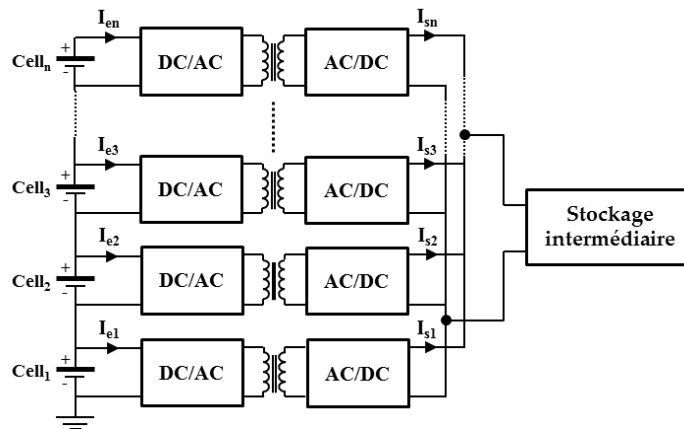 Ien Isn
+
Celln DC/AC AC/DC
-
Ie3 Is3
+
Cell3 DC/AC AC/DC
-
Stockage
intermédiaire
Ie2 Is2
+
Cell2 DC/AC AC/DC
-
Ie1 Is1
+
Cell1 DC/AC AC/DC
-